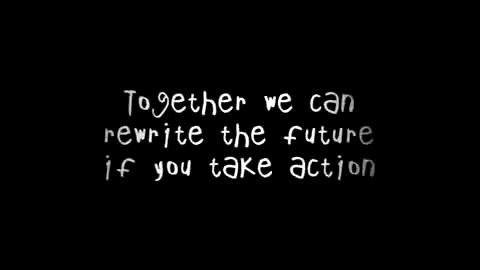 Together we can
rewrite the future
if you take action